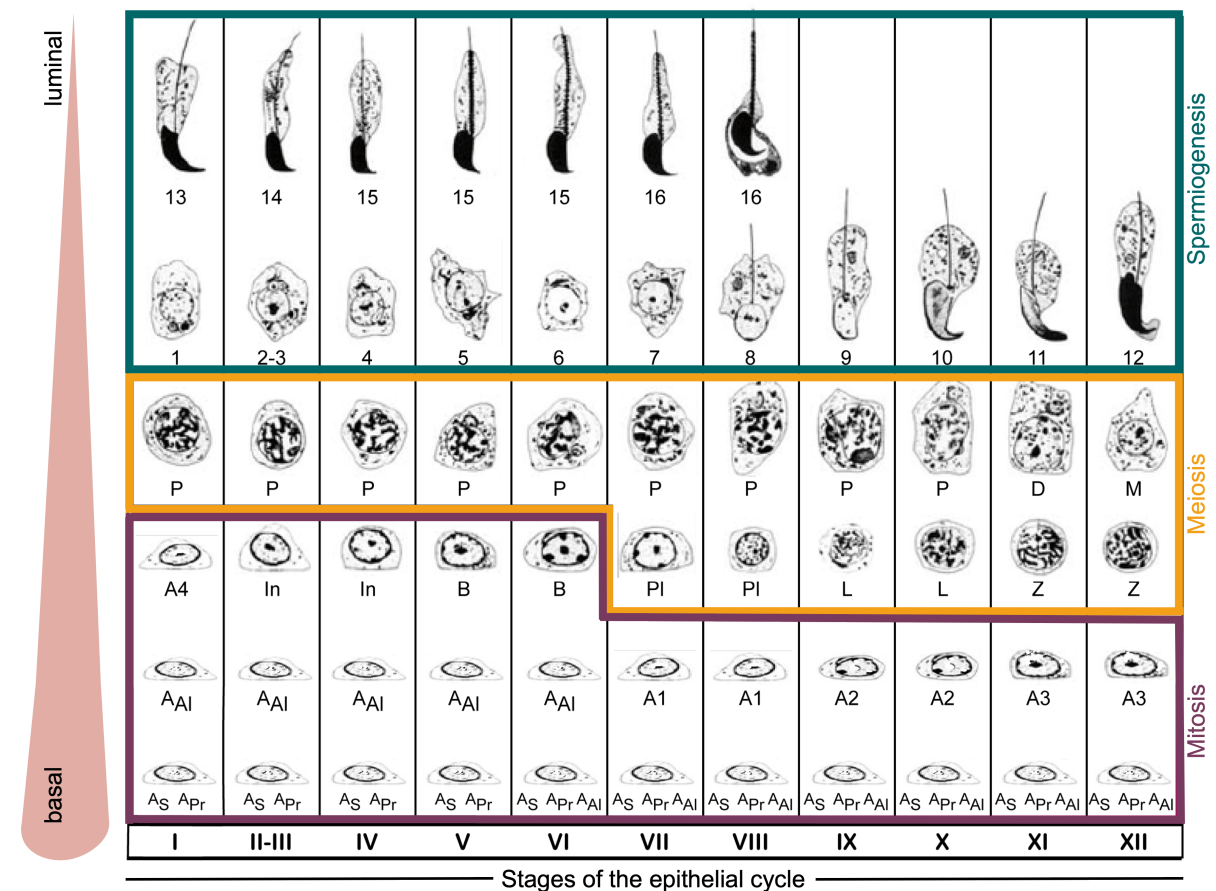 luminal
basal
Spermiogenesis
Meiosis
Mitosis
13 14 15 15 15 16 16
1 2-3 4 5 6 7 8 9 10 11 12
P P P P P P P P P D M
A4 In In B B Pl Pl L L Z Z
AAl AAl AAl AAl AAl A1 A1 A2 A2 A3 A3
AS APr AS APr AS APr AS APr AS APr AAl AS APr AAl AS APr AAl AS APr AAl AS APr AAl AS APr AAl AS APr AAl
I II-III IV V VI VII VIII IX X XI XII
Stages of the epithelial cycle